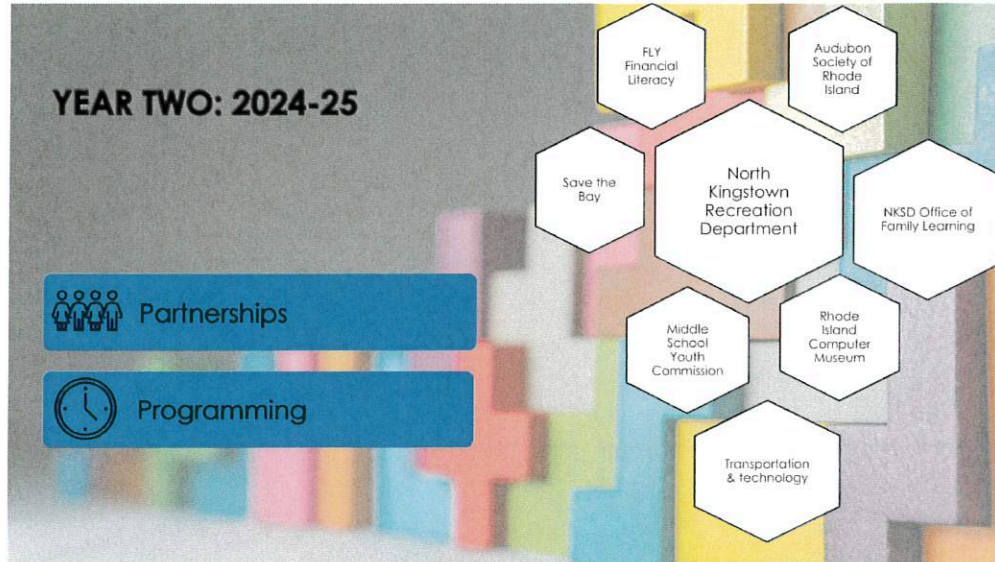 YEAR TWO: 2024-25
Partnerships
Programming
FLY
Financial
Literacy
Audubon
Society of
Rhode
Island
Save the
Bay
North
Kingstown
Recreation
Department
NKSD Office of
Family Learning
Middle
School
Youth
Commission
Rhode
Island
Computer
Museum
Transportation
& technology